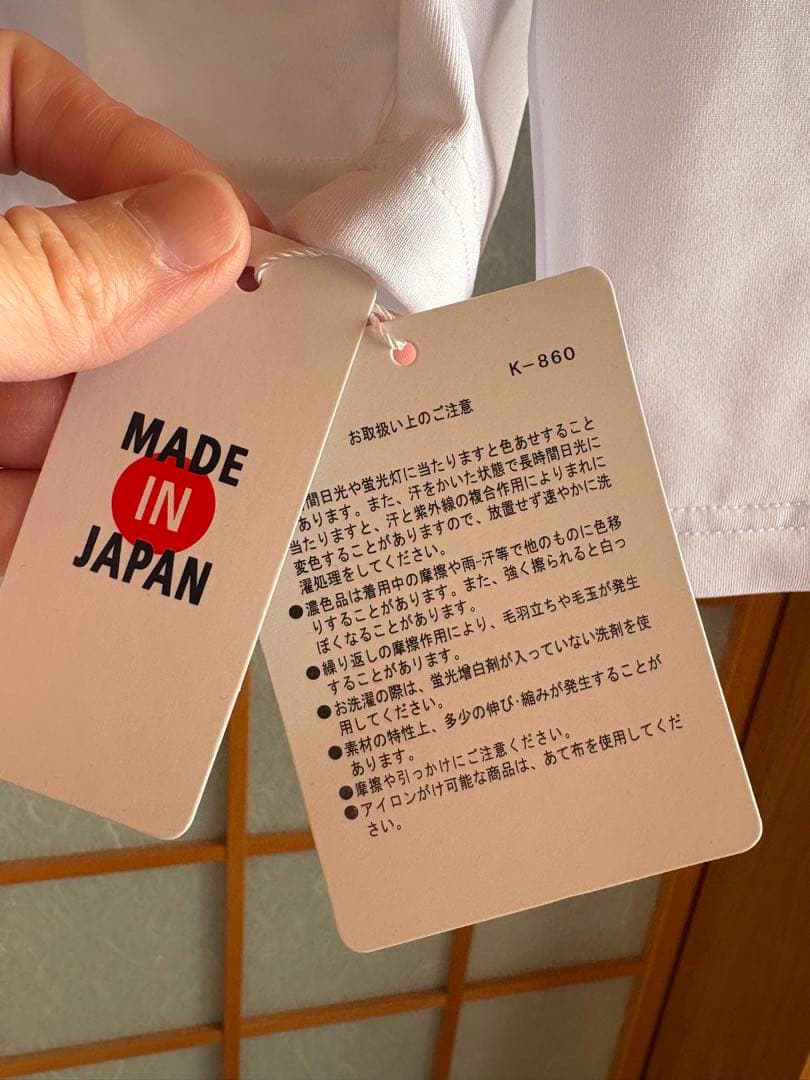 MADE
IN
JAPAN
K-860
お取扱い上のご注意
間日光や蛍光灯に当たりますと色あせすること
あります。また、汗をかいた状態で長時間日光に
当たりますと、汗と紫外線の複合作用によりまれに
変色することがありますので、放置せず速やかに洗
濯処理をしてください。
●濃色品は着用中の摩擦や雨・汗等で他のものに色移
りすることがあります。また、強く擦られると白っ
ぽくなることがあります。
●繰り返しの摩擦作用により、毛羽立ちや毛玉が発生
することがあります。
●お洗濯の際は、蛍光増白剤が入っていない洗剤を使
用してください。
●素材の特性上、多少の伸び・縮みが発生することが
あります。
●摩擦や引っかけにご注意ください。
●アイロンがけ可能な商品は、あて布を使用してくだ
さい。